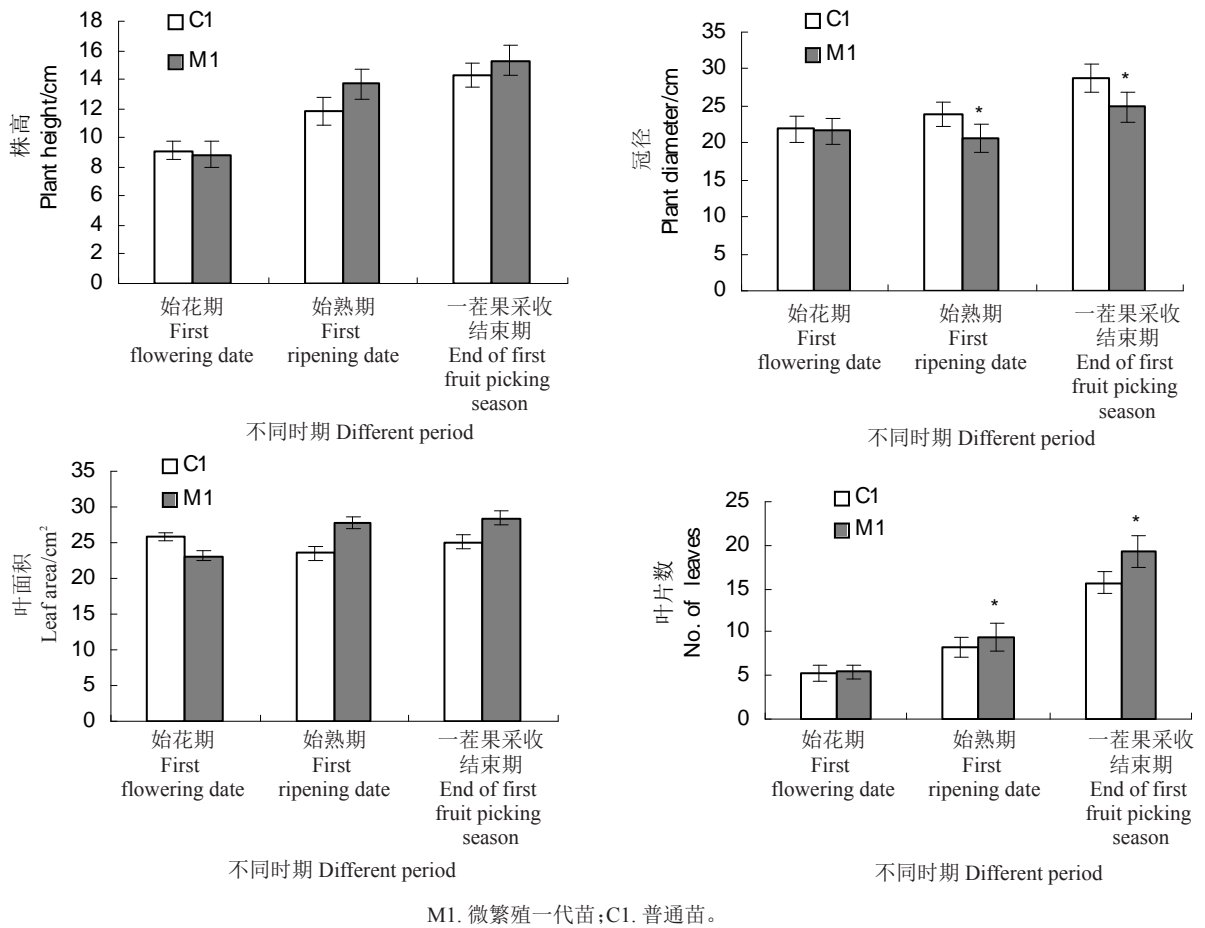 株高
Plant height/cm
18
16
14
12
10
8
6
4
2
0
C1
M1
始花期
First
flowering date
始熟期
First
ripening date
一茬果采收
结束期
End of first
fruit picking
season
不同时期 Different period
冠径
Plant diameter/cm
35
30
25
20
15
10
5
0
C1
M1
*
*
始花期
First
flowering date
始熟期
First
ripening date
一茬果采收
结束期
End of first
fruit picking
season
不同时期 Different period
叶面积
Leaf area/cm²
35
30
25
20
15
10
5
0
C1
M1
始花期
First
flowering date
始熟期
First
ripening date
一茬果采收
结束期
End of first
fruit picking
season
不同时期 Different period
叶片数
No. of leaves
25
20
15
10
5
0
C1
M1
*
*
始花期
First
flowering date
始熟期
First
ripening date
一茬果采收
结束期
End of first
fruit picking
season
不同时期 Different period
M1. 微繁殖一代苗;C1. 普通苗。